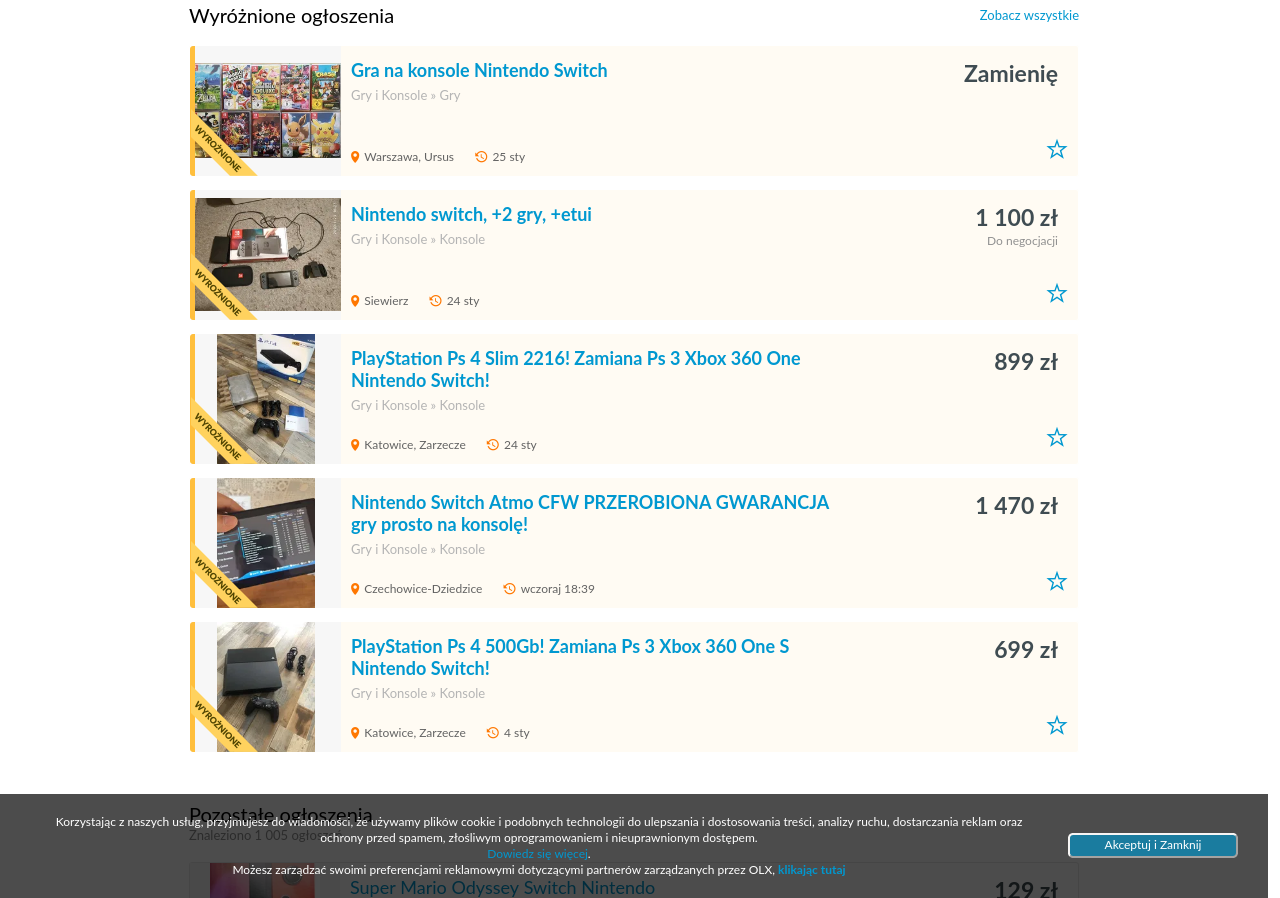 Wyróżnione ogłoszenia
Zobacz wszystkie
Gra na konsole Nintendo Switch
Zamienię
Gry i Konsole » Gry
Warszawa, Ursus
25 sty
WYRÓŻNIONE
Nintendo switch, +2 gry, +etui
1 100 zł
Gry i Konsole » Konsole
Do negocjacji
Siewierz
24 sty
WYRÓŻNIONE
PlayStation Ps 4 Slim 2216! Zamiana Ps 3 Xbox 360 One
Nintendo Switch!
899 zł
Gry i Konsole » Konsole
Katowice, Zarzecze
24 sty
WYRÓŻNIONE
Nintendo Switch Atmo CFW PRZEROBIONA GWARANCJA
gry prosto na konsolę!
1 470 zł
Gry i Konsole » Konsole
Czechowice-Dziedzice
wczoraj 18:39
WYRÓŻNIONE
PlayStation Ps 4 500Gb! Zamiana Ps 3 Xbox 360 One S
Nintendo Switch!
699 zł
Gry i Konsole » Konsole
Katowice, Zarzecze
4 sty
WYRÓŻNIONE
Pozostałe ogłoszenia
Korzystając z naszych usług, przyjmujesz do wiadomości, że używamy plików cookie i podobnych technologii do ulepszania i dostosowania treści, analizy ruchu, dostarczania reklam oraz
Znaleziono 1 005 ogłoszeń
ochrony przed spamem, złośliwym oprogramowaniem i nieuprawnionym dostępem.
Dowiedz się więcej.
Akceptuj i Zamknij
Możesz zarządzać swoimi preferencjami reklamowymi dotyczącymi partnerów zarządzanych przez OLX, klikając tutaj
Super Mario Odyssey Switch Nintendo
129 zł